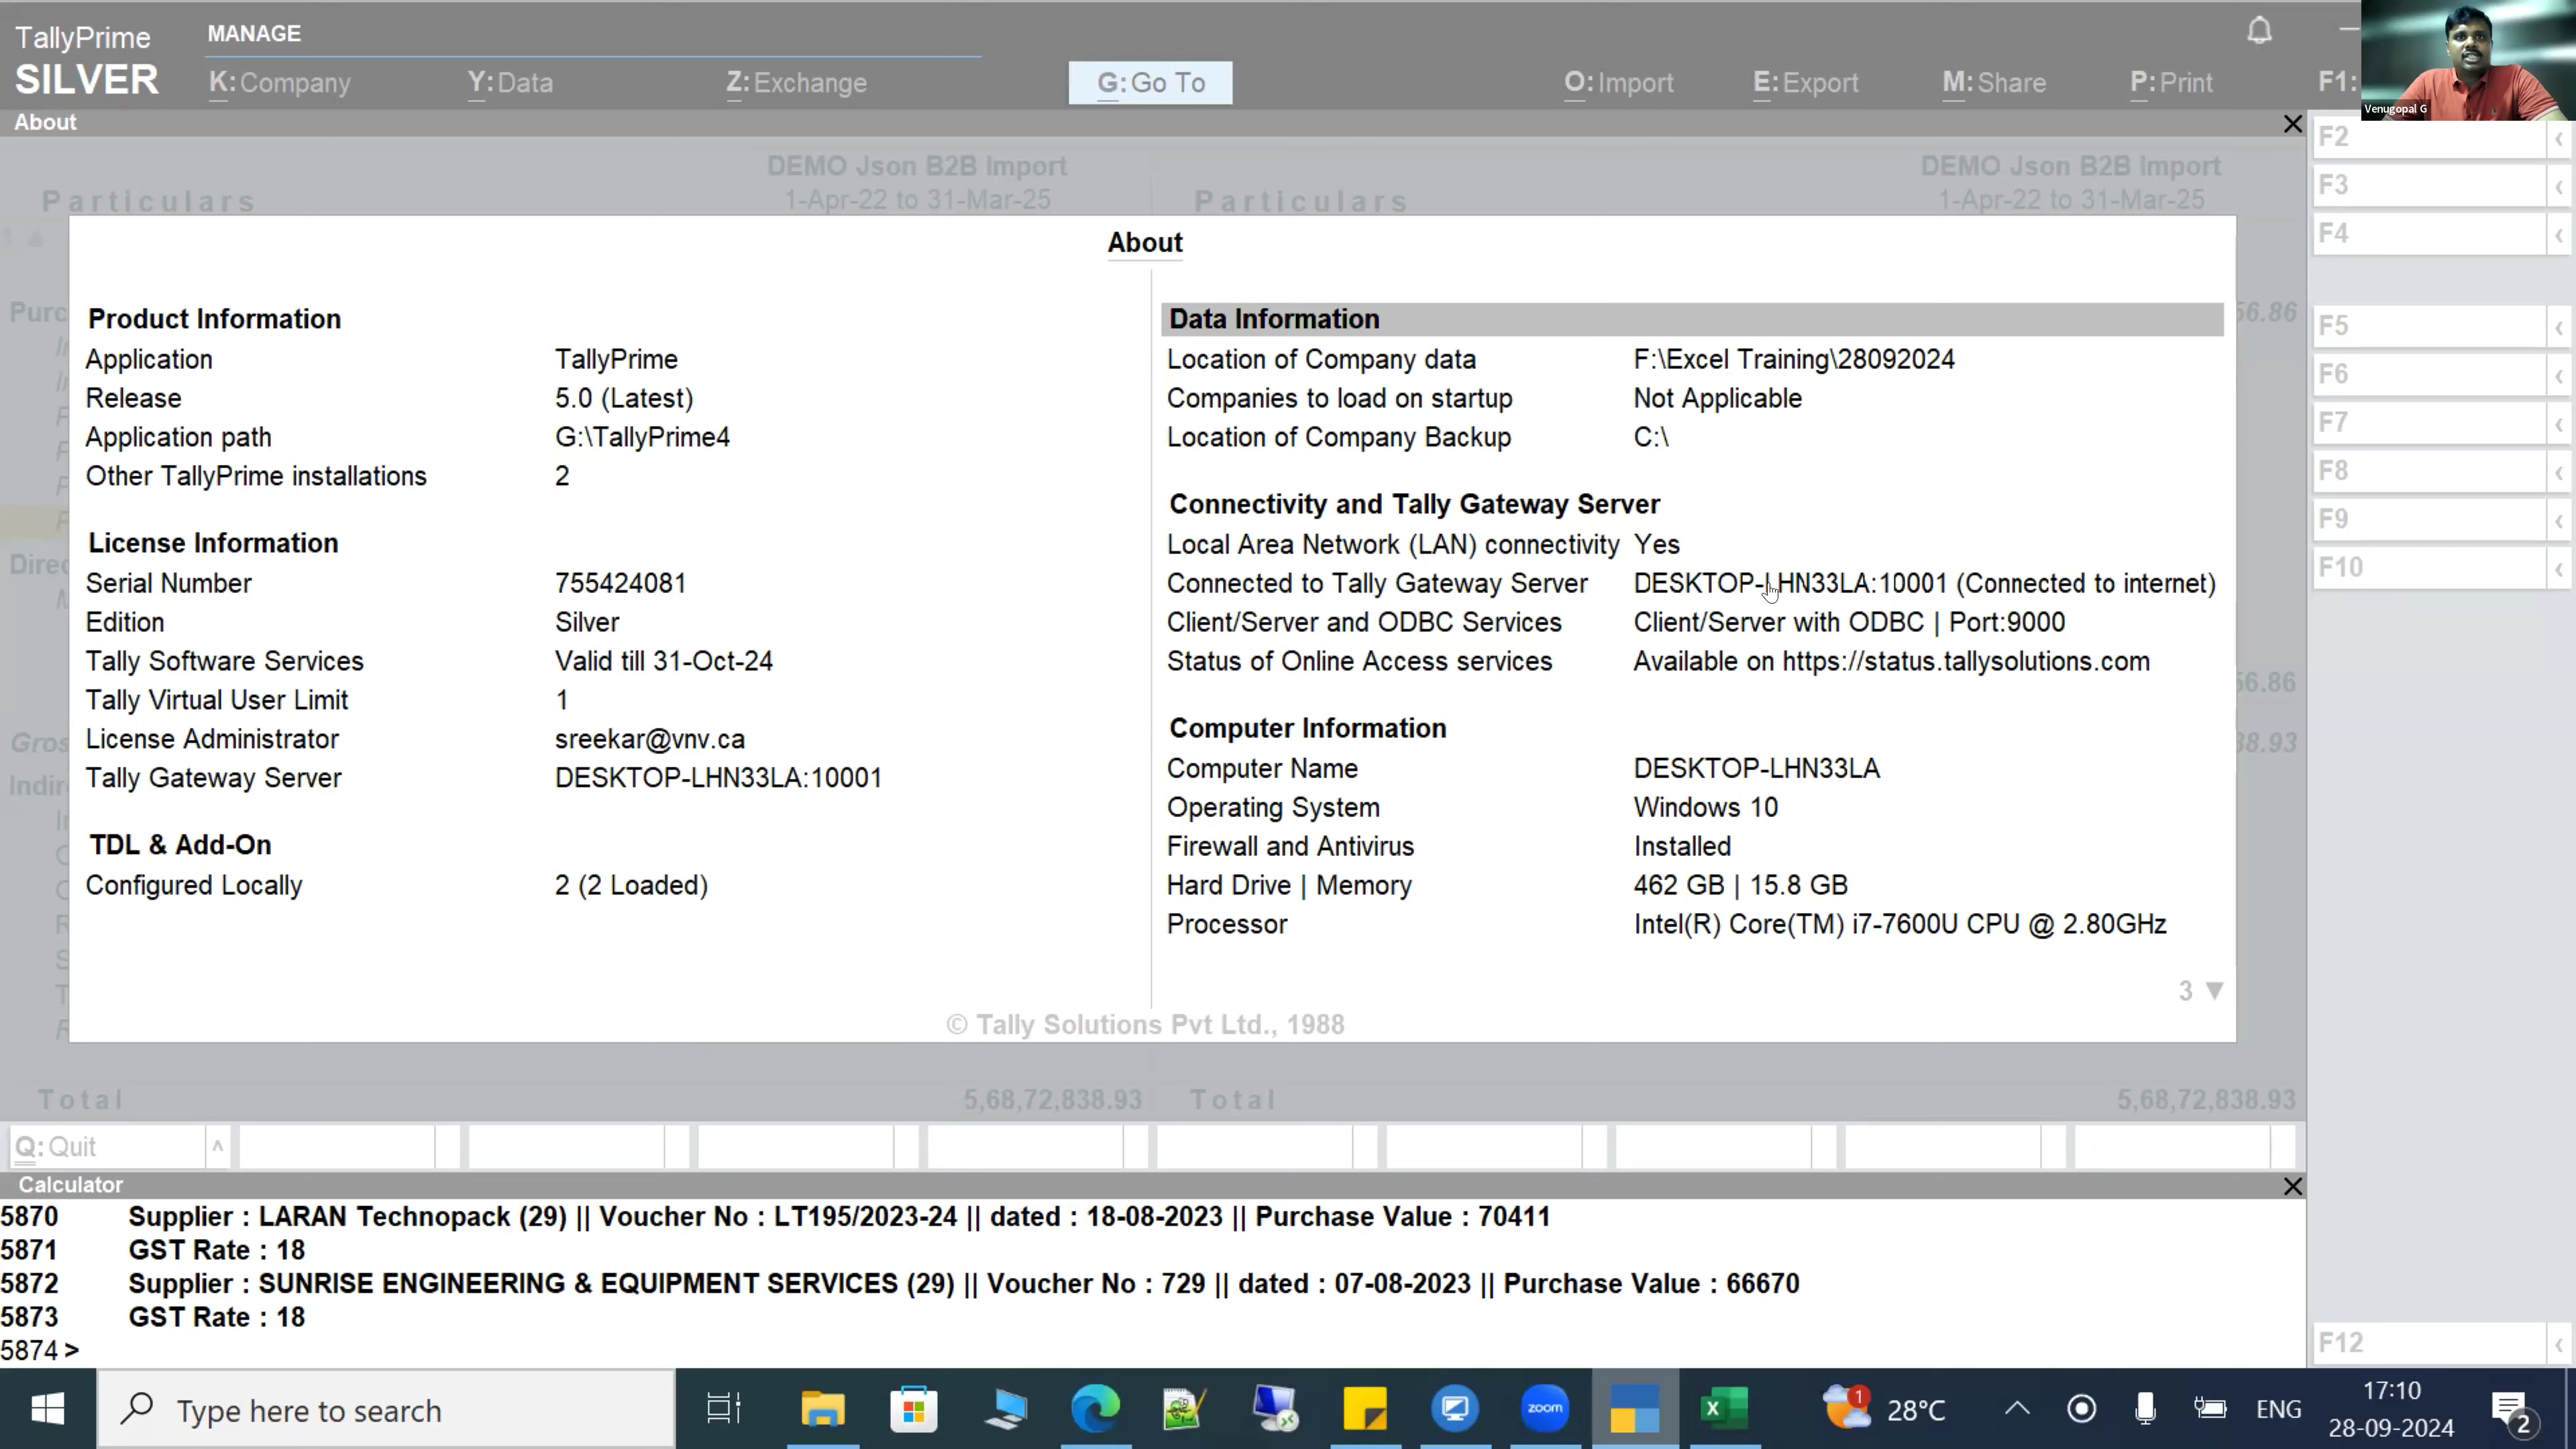 TallyPrime
SILVER
MANAGE
K: Company
Y: Data
Z: Exchange
G: Go To
O: Import
E: Export
M: Share
P: Print
F1:
Venugopal G
About
DEMO Json B2B Import
1-Apr-22 to 31-Mar-25
Particulars
DEMO Json B2B Import
1-Apr-22 to 31-Mar-25
Particulars
About
Product Information
Application TallyPrime
Release 5.0 (Latest)
Application path G:\TallyPrime4
Other TallyPrime installations 2
License Information
Serial Number 755424081
Edition Silver
Tally Software Services Valid till 31-Oct-24
Tally Virtual User Limit 1
License Administrator sreekar@vnv.ca
Tally Gateway Server DESKTOP-LHN33LA:10001
TDL & Add-On
Configured Locally 2 (2 Loaded)
Data Information
Location of Company data F:\Excel Training\28092024
Companies to load on startup Not Applicable
Location of Company Backup C:\
Connectivity and Tally Gateway Server
Local Area Network (LAN) connectivity Yes
Connected to Tally Gateway Server DESKTOP-LHN33LA:10001 (Connected to internet)
Client/Server and ODBC Services Client/Server with ODBC | Port:9000
Status of Online Access services Available on https://status.tallysolutions.com
Computer Information
Computer Name DESKTOP-LHN33LA
Operating System Windows 10
Firewall and Antivirus Installed
Hard Drive | Memory 462 GB | 15.8 GB
Processor Intel(R) Core(TM) i7-7600U CPU @ 2.80GHz
3 ▼
© Tally Solutions Pvt Ltd., 1988
Total 5,68,72,838.93 Total 5,68,72,838.93
Q: Quit
F2
F3
F4
F5
F6
F7
F8
F9
F10
F12
Calculator
5870 Supplier : LARAN Technopack (29) || Voucher No : LT195/2023-24 || dated : 18-08-2023 || Purchase Value : 70411
5871 GST Rate : 18
5872 Supplier : SUNRISE ENGINEERING & EQUIPMENT SERVICES (29) || Voucher No : 729 || dated : 07-08-2023 || Purchase Value : 66670
5873 GST Rate : 18
5874 >
Type here to search
zoom
1
28°C
ENG
17:10
28-09-2024
2